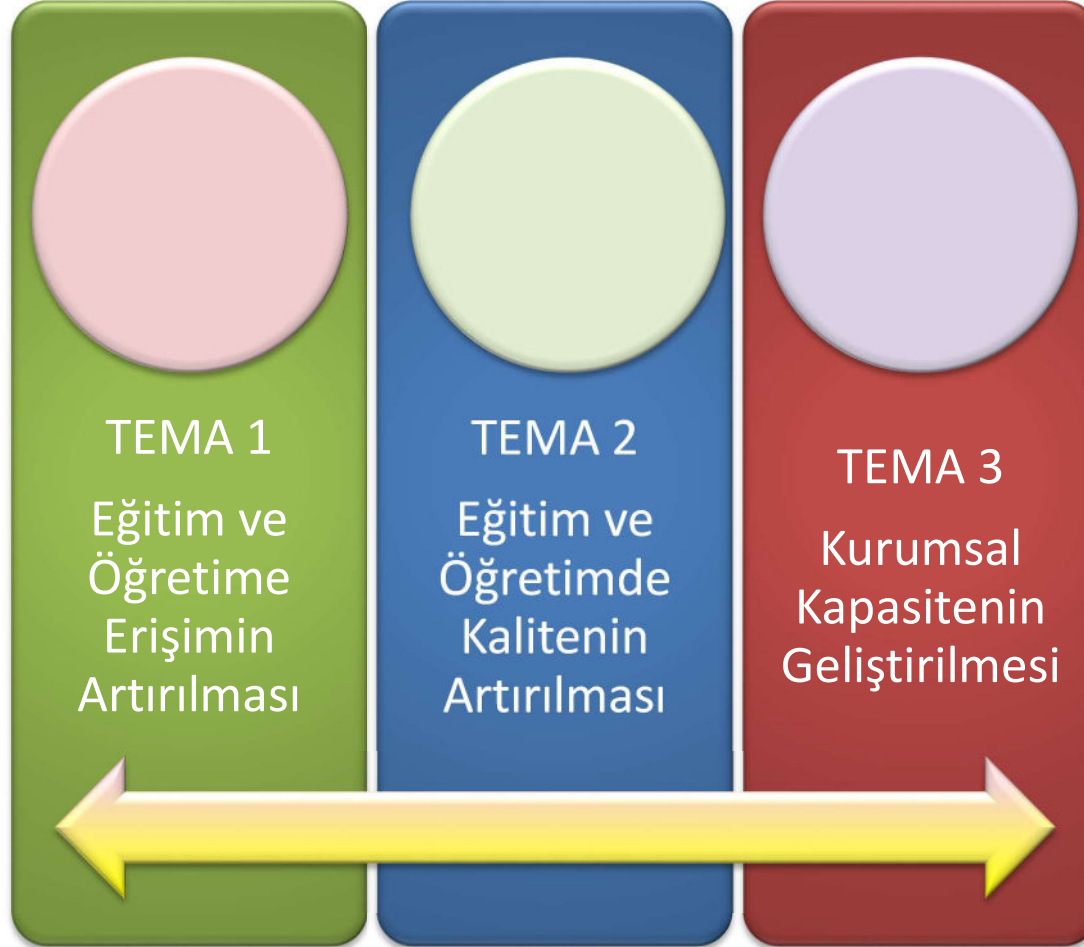 TEMA 1
Eğitim ve
Öğretime
Erişimin
Artırılması
TEMA 2
Eğitim ve
Öğretimde
Kalitenin
Artırılması
TEMA 3
Kurumsal
Kapasitenin
Geliştirilmesi